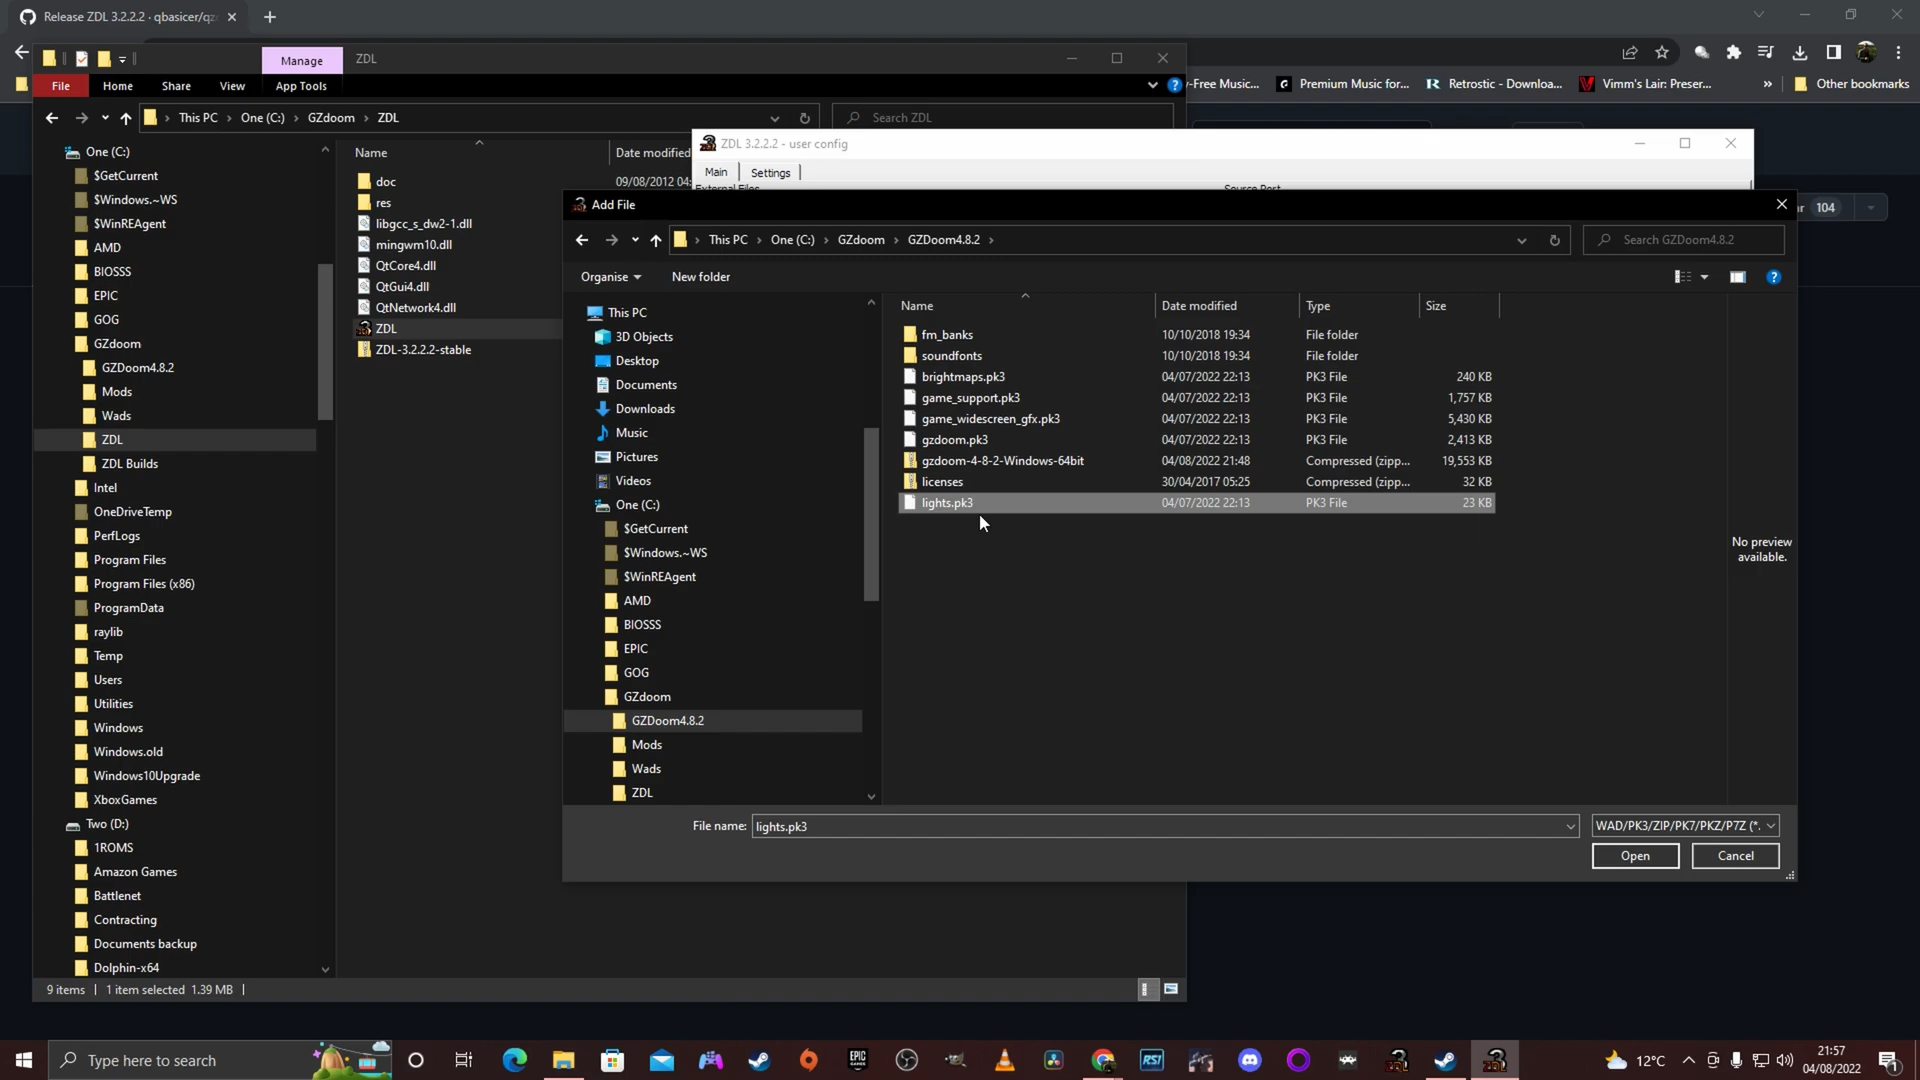 Release ZDL 3.2.2.2 · qbasicer/qz
-Free Music...
Premium Music for...
Retrostic - Downloa...
Vimm's Lair: Preser...
»
Other bookmarks
Manage
ZDL
File
Home
Share
View
App Tools
This PC
One (C:)
GZdoom
ZDL
Search ZDL
One (C:)
$GetCurrent
$Windows.~WS
$WinREAgent
AMD
BIOSSS
EPIC
GOG
GZdoom
GZDoom4.8.2
Mods
Wads
ZDL
ZDL Builds
Intel
OneDriveTemp
PerfLogs
Program Files
Program Files (x86)
ProgramData
raylib
Temp
Users
Utilities
Windows
Windows.old
Windows10Upgrade
XboxGames
Two (D:)
1ROMS
Amazon Games
Battlenet
Contracting
Documents backup
Dolphin-x64
Name
Date modified
doc
09/08/2012 04:
res
libgcc_s_dw2-1.dll
mingwm10.dll
QtCore4.dll
QtGui4.dll
QtNetwork4.dll
ZDL
ZDL-3.2.2.2-stable
9 items
1 item selected 1.39 MB
ZDL 3.2.2.2 - user config
Main
Settings
External Files
Source Port
104
Add File
This PC
One (C:)
GZdoom
GZDoom4.8.2
Search GZDoom4.8.2
Organise
New folder
This PC
3D Objects
Desktop
Documents
Downloads
Music
Pictures
Videos
One (C:)
$GetCurrent
$Windows.~WS
$WinREAgent
AMD
BIOSSS
EPIC
GOG
GZdoom
GZDoom4.8.2
Mods
Wads
ZDL
Name
Date modified
Type
Size
fm_banks 10/10/2018 19:34 File folder
soundfonts 10/10/2018 19:34 File folder
brightmaps.pk3 04/07/2022 22:13 PK3 File 240 KB
game_support.pk3 04/07/2022 22:13 PK3 File 1,757 KB
game_widescreen_gfx.pk3 04/07/2022 22:13 PK3 File 5,430 KB
gzdoom.pk3 04/07/2022 22:13 PK3 File 2,413 KB
gzdoom-4-8-2-Windows-64bit 04/08/2022 21:48 Compressed (zipp... 19,553 KB
licenses 30/04/2017 05:25 Compressed (zipp... 32 KB
lights.pk3 04/07/2022 22:13 PK3 File 23 KB
No preview
available.
File name:
lights.pk3
WAD/PK3/ZIP/PK7/PKZ/P7Z (*.
Open
Cancel
Type here to search
EPIC
GAMES
RSI
12°C
21:57
04/08/2022
1